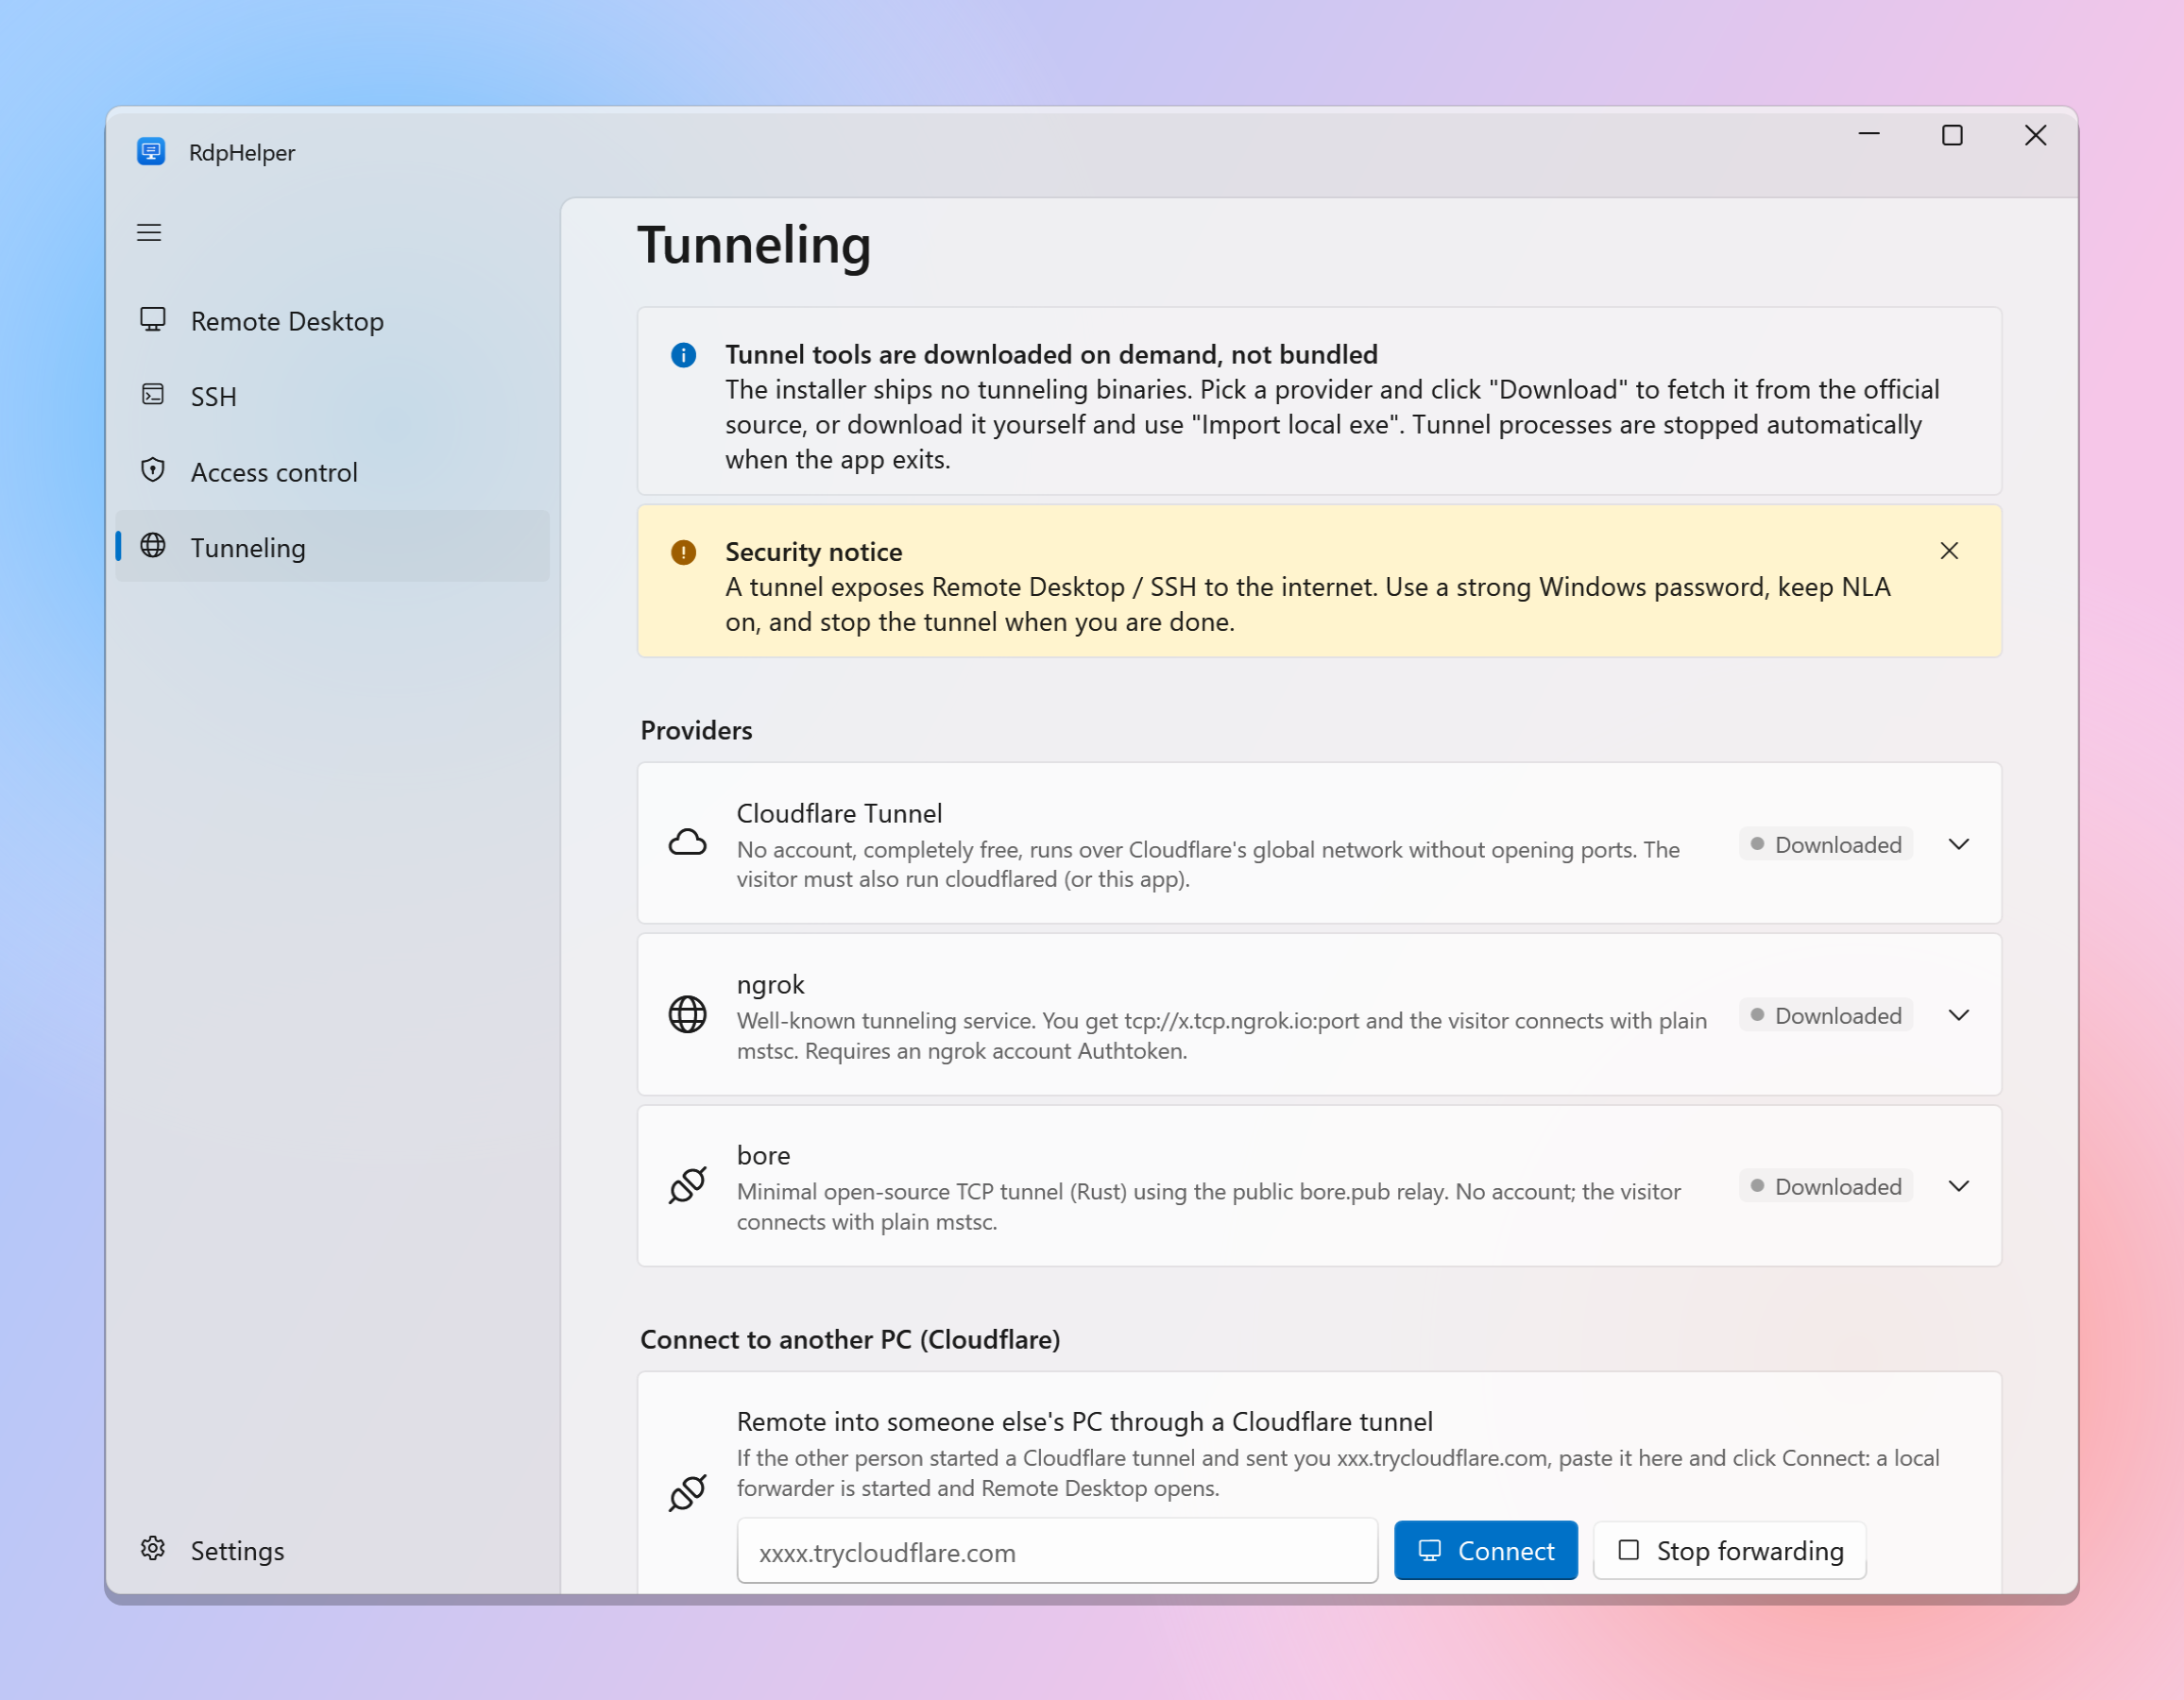 RdpHelper
Remote Desktop
SSH
Access control
Tunneling
Settings
Tunneling
Tunnel tools are downloaded on demand, not bundled
The installer ships no tunneling binaries. Pick a provider and click "Download" to fetch it from the official
source, or download it yourself and use "Import local exe". Tunnel processes are stopped automatically
when the app exits.
Security notice
A tunnel exposes Remote Desktop / SSH to the internet. Use a strong Windows password, keep NLA
on, and stop the tunnel when you are done.
Providers
Cloudflare Tunnel
No account, completely free, runs over Cloudflare's global network without opening ports. The
visitor must also run cloudflared (or this app).
Downloaded
ngrok
Well-known tunneling service. You get tcp://x.tcp.ngrok.io:port and the visitor connects with plain
mstsc. Requires an ngrok account Authtoken.
Downloaded
bore
Minimal open-source TCP tunnel (Rust) using the public bore.pub relay. No account; the visitor
connects with plain mstsc.
Downloaded
Connect to another PC (Cloudflare)
Remote into someone else's PC through a Cloudflare tunnel
If the other person started a Cloudflare tunnel and sent you xxx.trycloudflare.com, paste it here and click Connect: a local
forwarder is started and Remote Desktop opens.
xxxx.trycloudflare.com
Connect
Stop forwarding